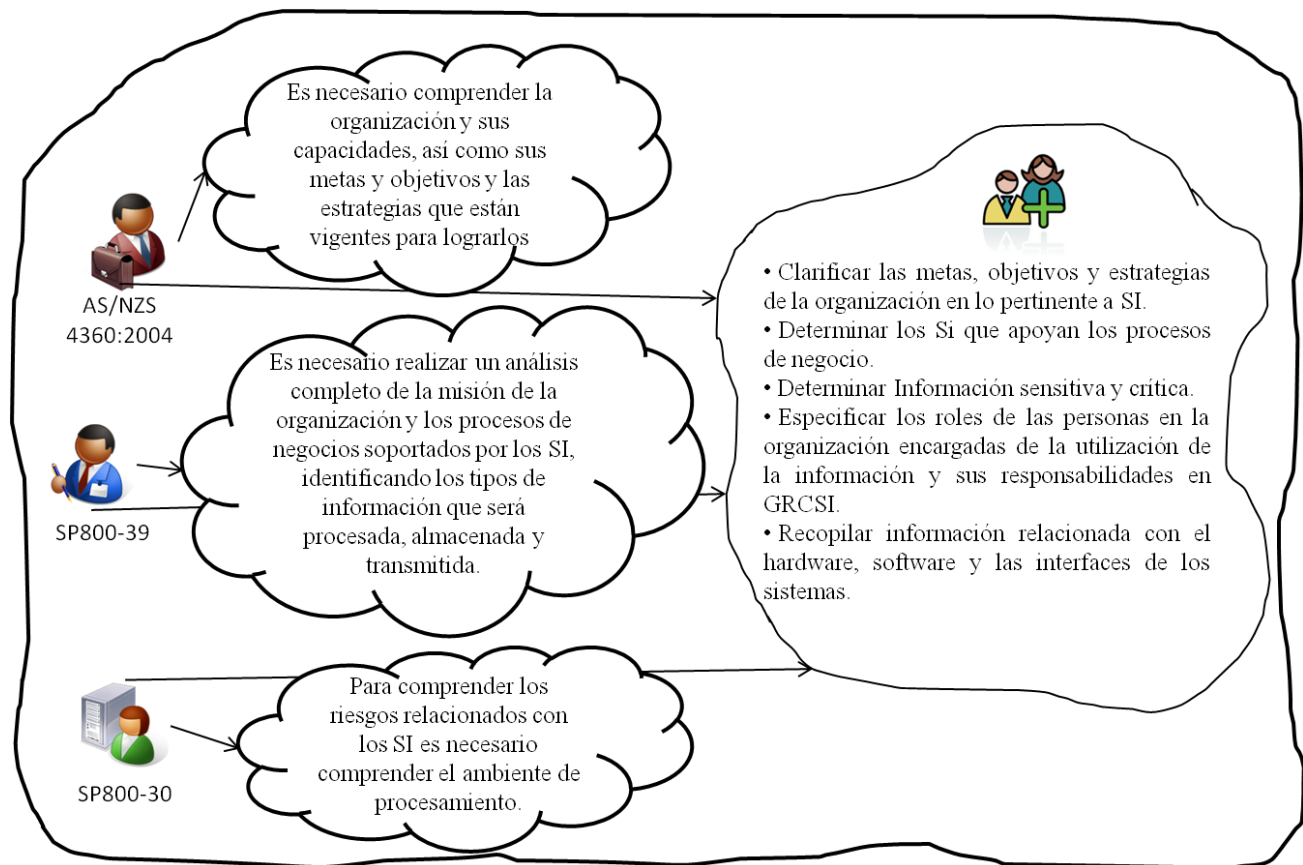 Es necesario comprender la
organización y sus
capacidades, así como sus
metas y objetivos y las
estrategias que están
vigentes para lograrlos
AS/NZS
4360:2004
Es necesario realizar un análisis
completo de la misión de la
organización y los procesos de
negocios soportados por los SI,
identificando los tipos de
información que será
procesada, almacenada y
transmitida.
SP800-39
Para comprender los
riesgos relacionados con
los SI es necesario
comprender el ambiente de
procesamiento.
SP800-30
• Clarificar las metas, objetivos y estrategias
de la organización en lo pertinente a SI.
• Determinar los Si que apoyan los procesos
de negocio.
• Determinar Información sensitiva y crítica.
• Especificar los roles de las personas en la
organización encargadas de la utilización de
la información y sus responsabilidades en
GRCSI.
• Recopilar información relacionada con el
hardware, software y las interfaces de los
sistemas.